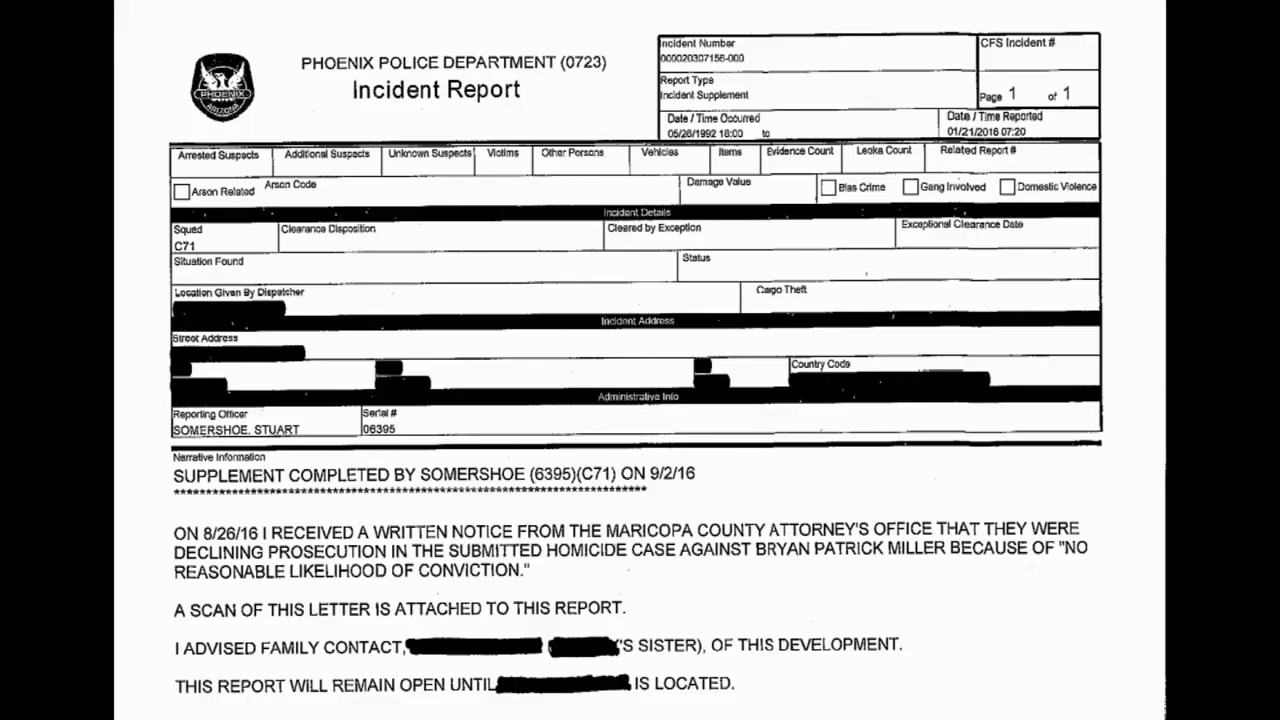 PHOENIX POLICE DEPARTMENT (0723)
Incident Report
PHOENIX
ARIZONA
Incident Number
000020307156-000
CFS Incident #
Report Type
Incident Supplement
Page 1 of 1
Date / Time Occurred
05/26/1992 18:00 to
Date / Time Reported
01/21/2016 07:20
Arrested Suspects Additional Suspects Unknown Suspects Victims Other Persons Vehicles Items Evidence Count Leoka Count Related Report #
Arson Related Arson Code Damage Value Bias Crime Gang Involved Domestic Violence
Incident Details
Squad Clearance Disposition Cleared by Exception Exceptional Clearance Date
C71
Situation Found Status
Location Given By Dispatcher Cargo Theft
Incident Address
Street Address
Country Code
Administrative Info
Reporting Officer Serial #
SOMERSHOE, STUART 06395
Narrative Information
SUPPLEMENT COMPLETED BY SOMERSHOE (6395)(C71) ON 9/2/16
ON 8/26/16 I RECEIVED A WRITTEN NOTICE FROM THE MARICOPA COUNTY ATTORNEY'S OFFICE THAT THEY WERE
DECLINING PROSECUTION IN THE SUBMITTED HOMICIDE CASE AGAINST BRYAN PATRICK MILLER BECAUSE OF "NO
REASONABLE LIKELIHOOD OF CONVICTION."
A SCAN OF THIS LETTER IS ATTACHED TO THIS REPORT.
I ADVISED FAMILY CONTACT, ( 'S SISTER), OF THIS DEVELOPMENT.
THIS REPORT WILL REMAIN OPEN UNTIL IS LOCATED.